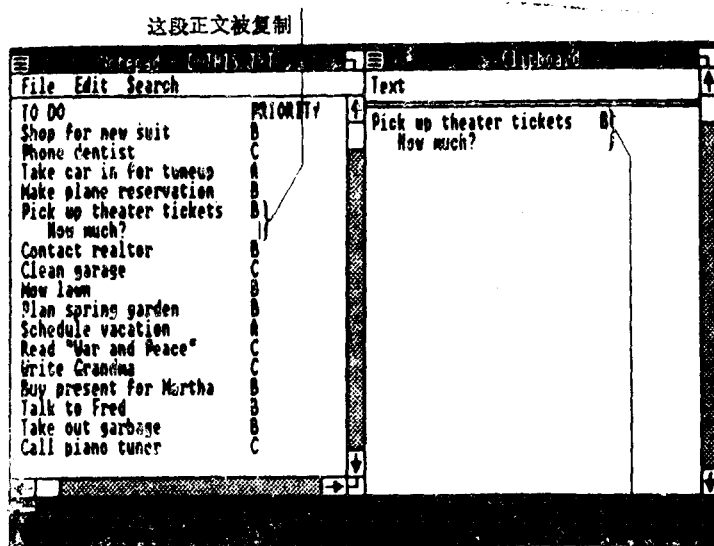 这段正文被复制
Notepad
Clipboard
File Edit Search
Text
TO DO PRIORITY
Shop for new suit B
Phone dentist C
Take car in for tuneup A
Make plane reservation B
Pick up theater tickets B
How much?
Contact realtor B
Clean garage C
Mow lawn B
Plan spring garden B
Schedule vacation A
Read "War and Peace" C
Write Grandma C
Buy present for Martha B
Talk to Fred B
Take out garbage B
Call piano tuner C
Pick up theater tickets B
How much?